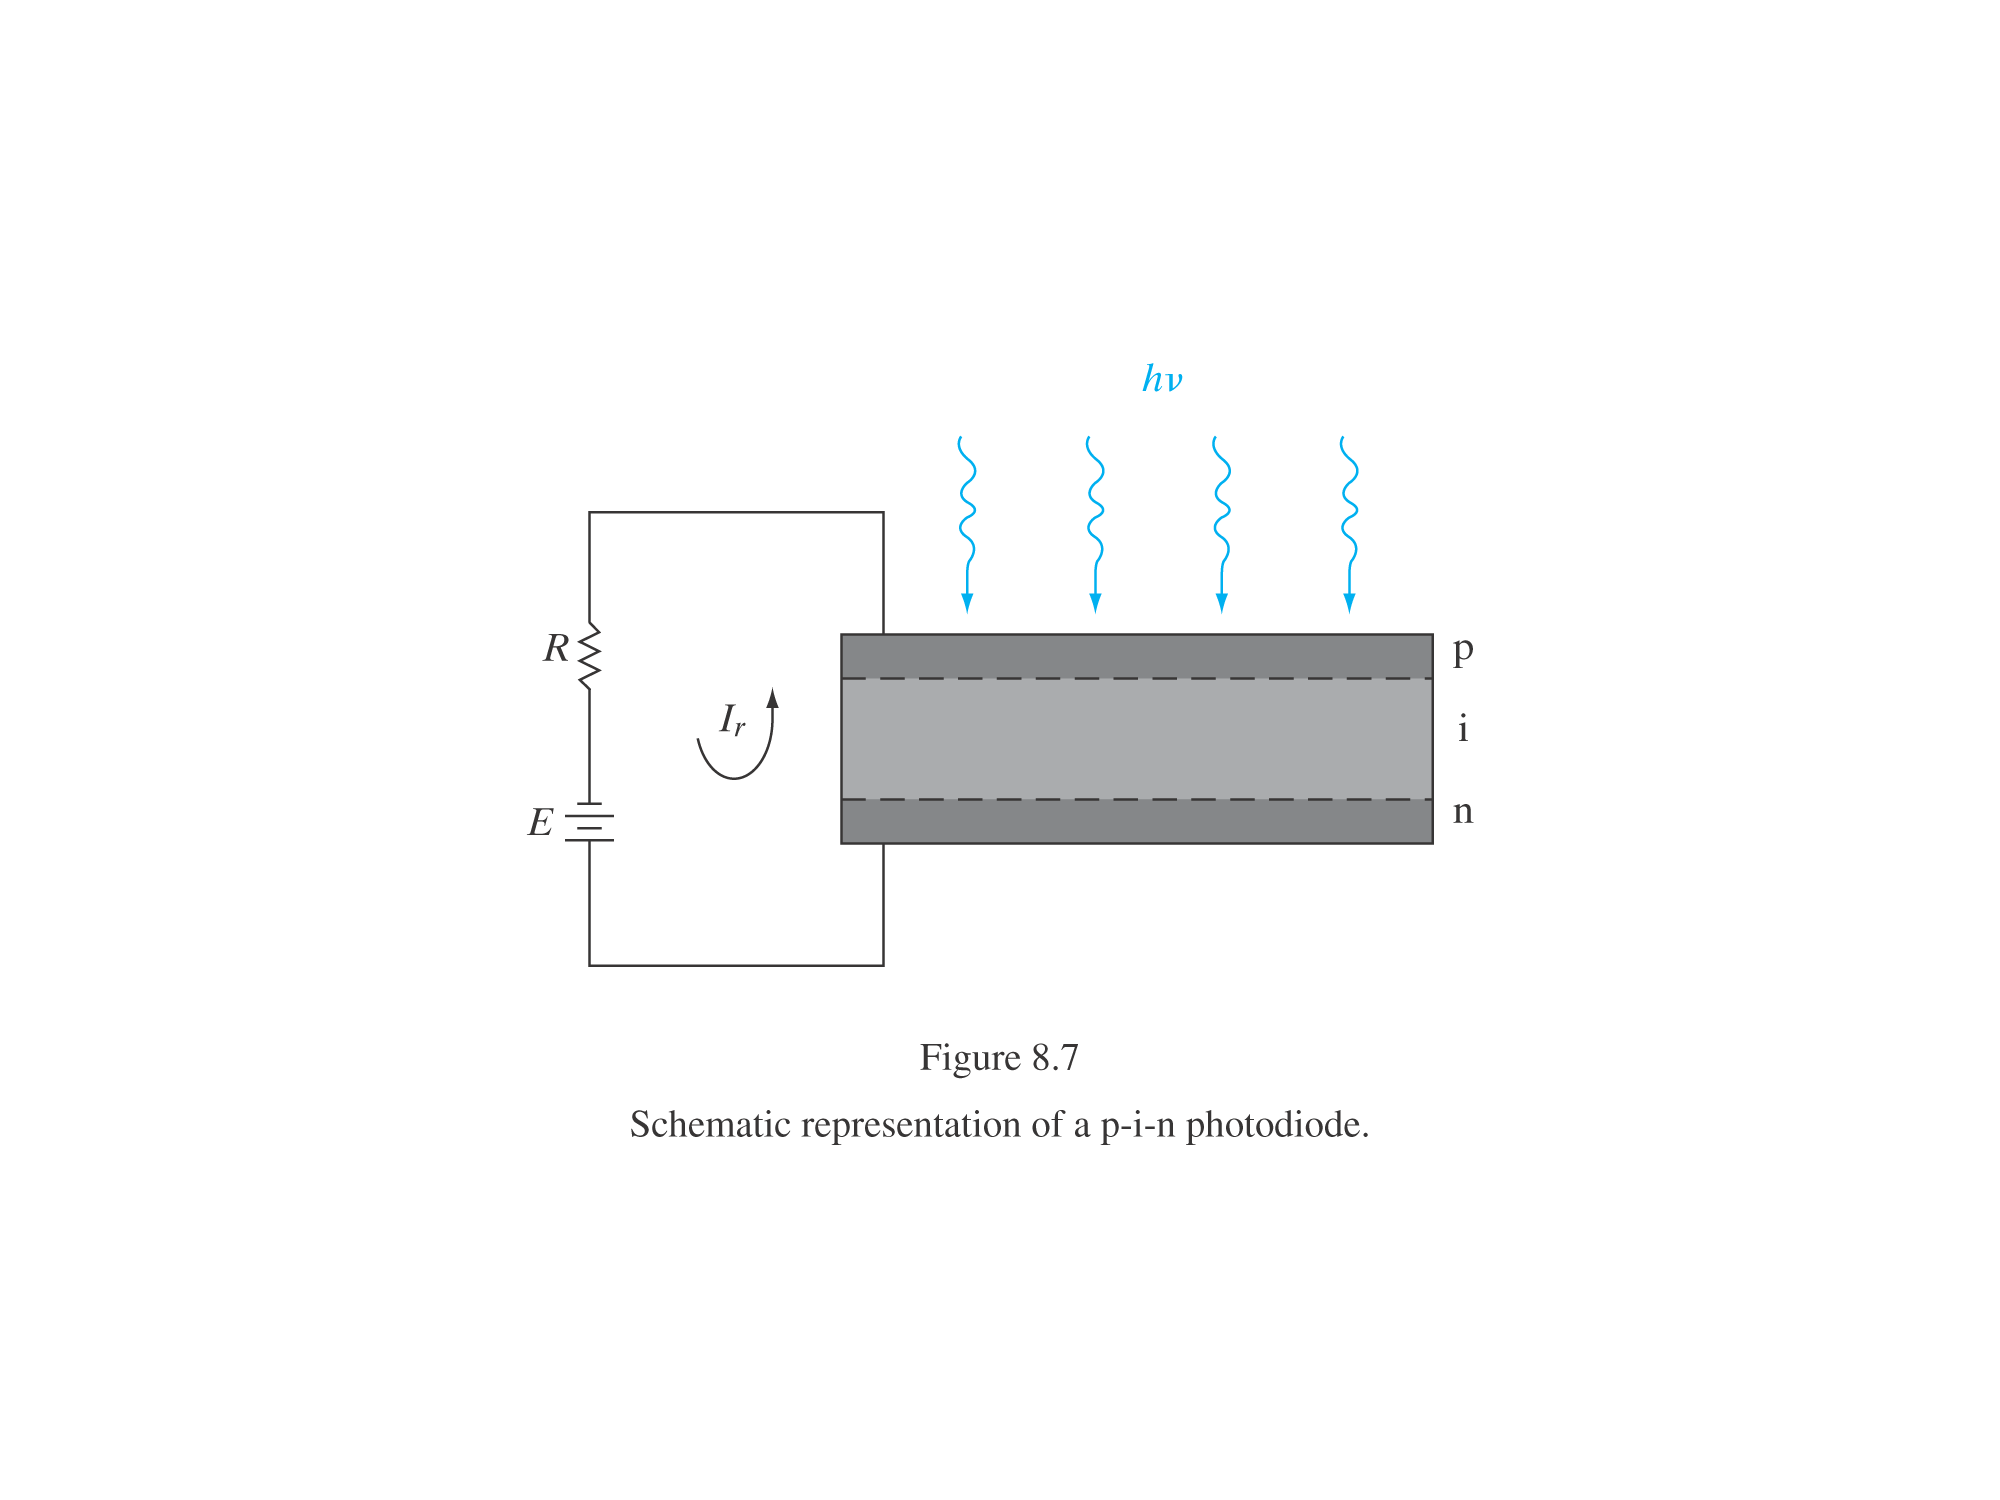 hν
R
p
I_r
i
E
n
Figure 8.7
Schematic representation of a p-i-n photodiode.